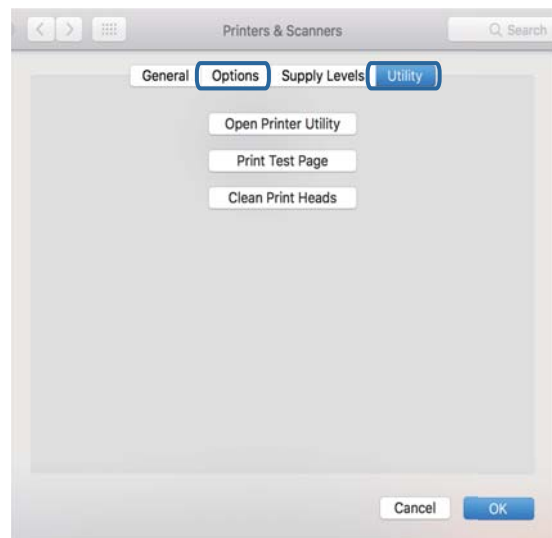 Printers & Scanners
Search
General Options Supply Levels Utility
Open Printer Utility
Print Test Page
Clean Print Heads
Cancel OK